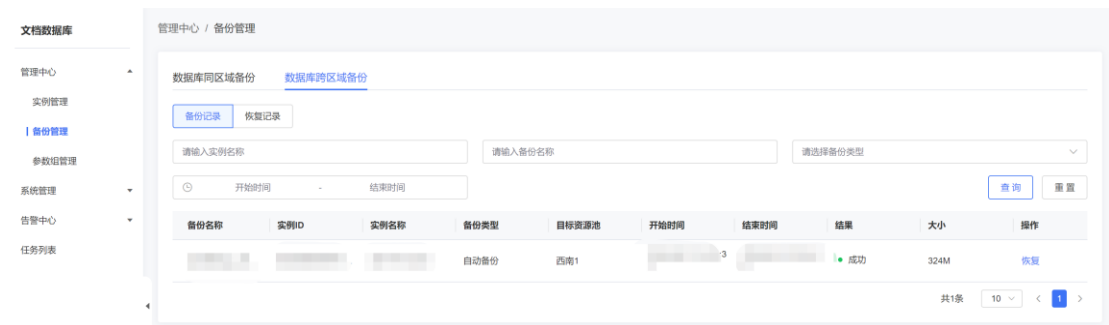 文档数据库
管理中心 / 备份管理
管理中心
实例管理
备份管理
参数组管理
系统管理
告警中心
任务列表
数据库同区域备份 数据库跨区域备份
备份记录 恢复记录
请输入实例名称 请输入备份名称 请选择备份类型
开始时间 - 结束时间 查询 重置
备份名称 实例ID 实例名称 备份类型 目标资源池 开始时间 结束时间 结果 大小 操作
自动备份 西南1 3 成功 324M 恢复
共1条 10 1